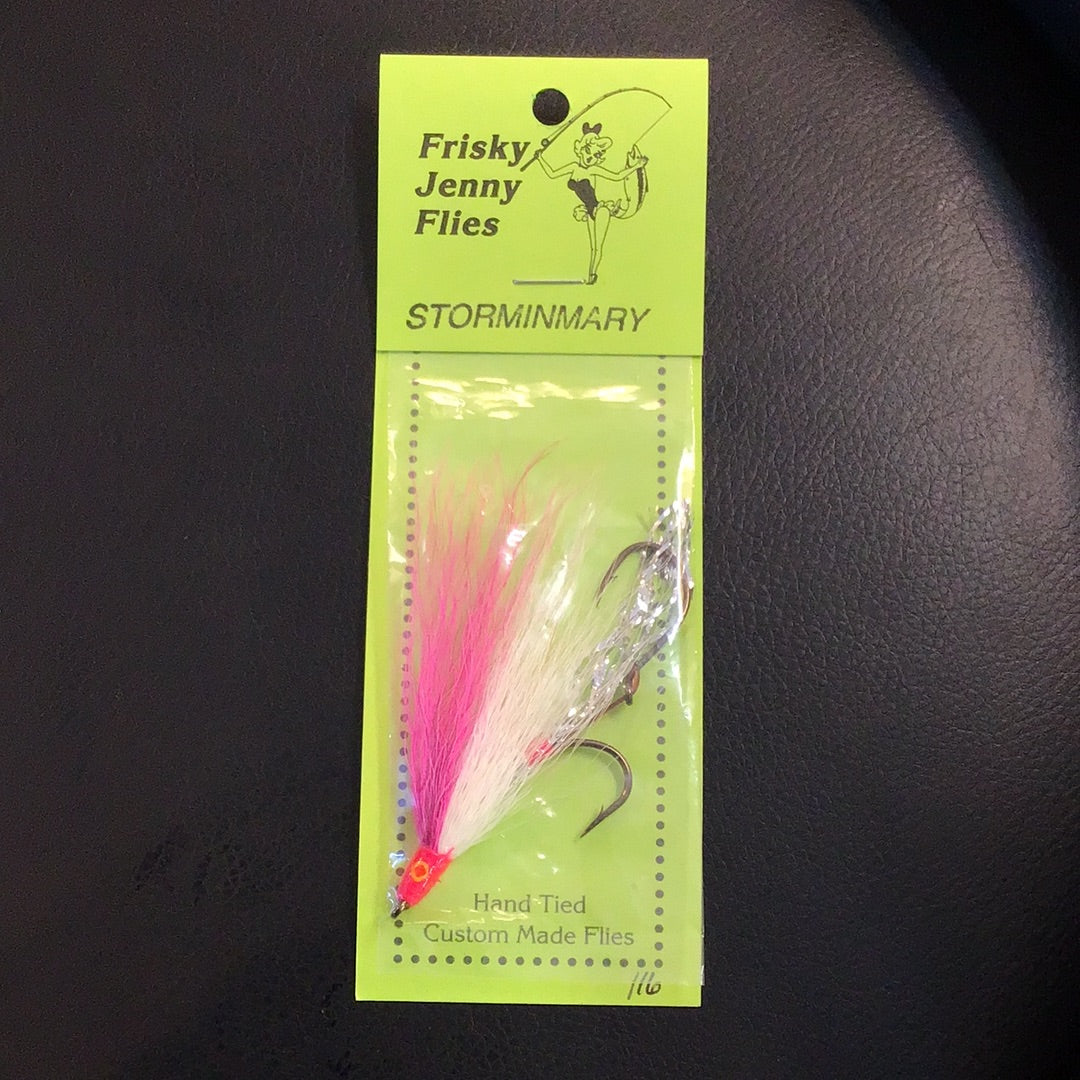 Frisky
Jenny
Flies
STORMINMARY
Hand Tied
Custom Made Flies
116